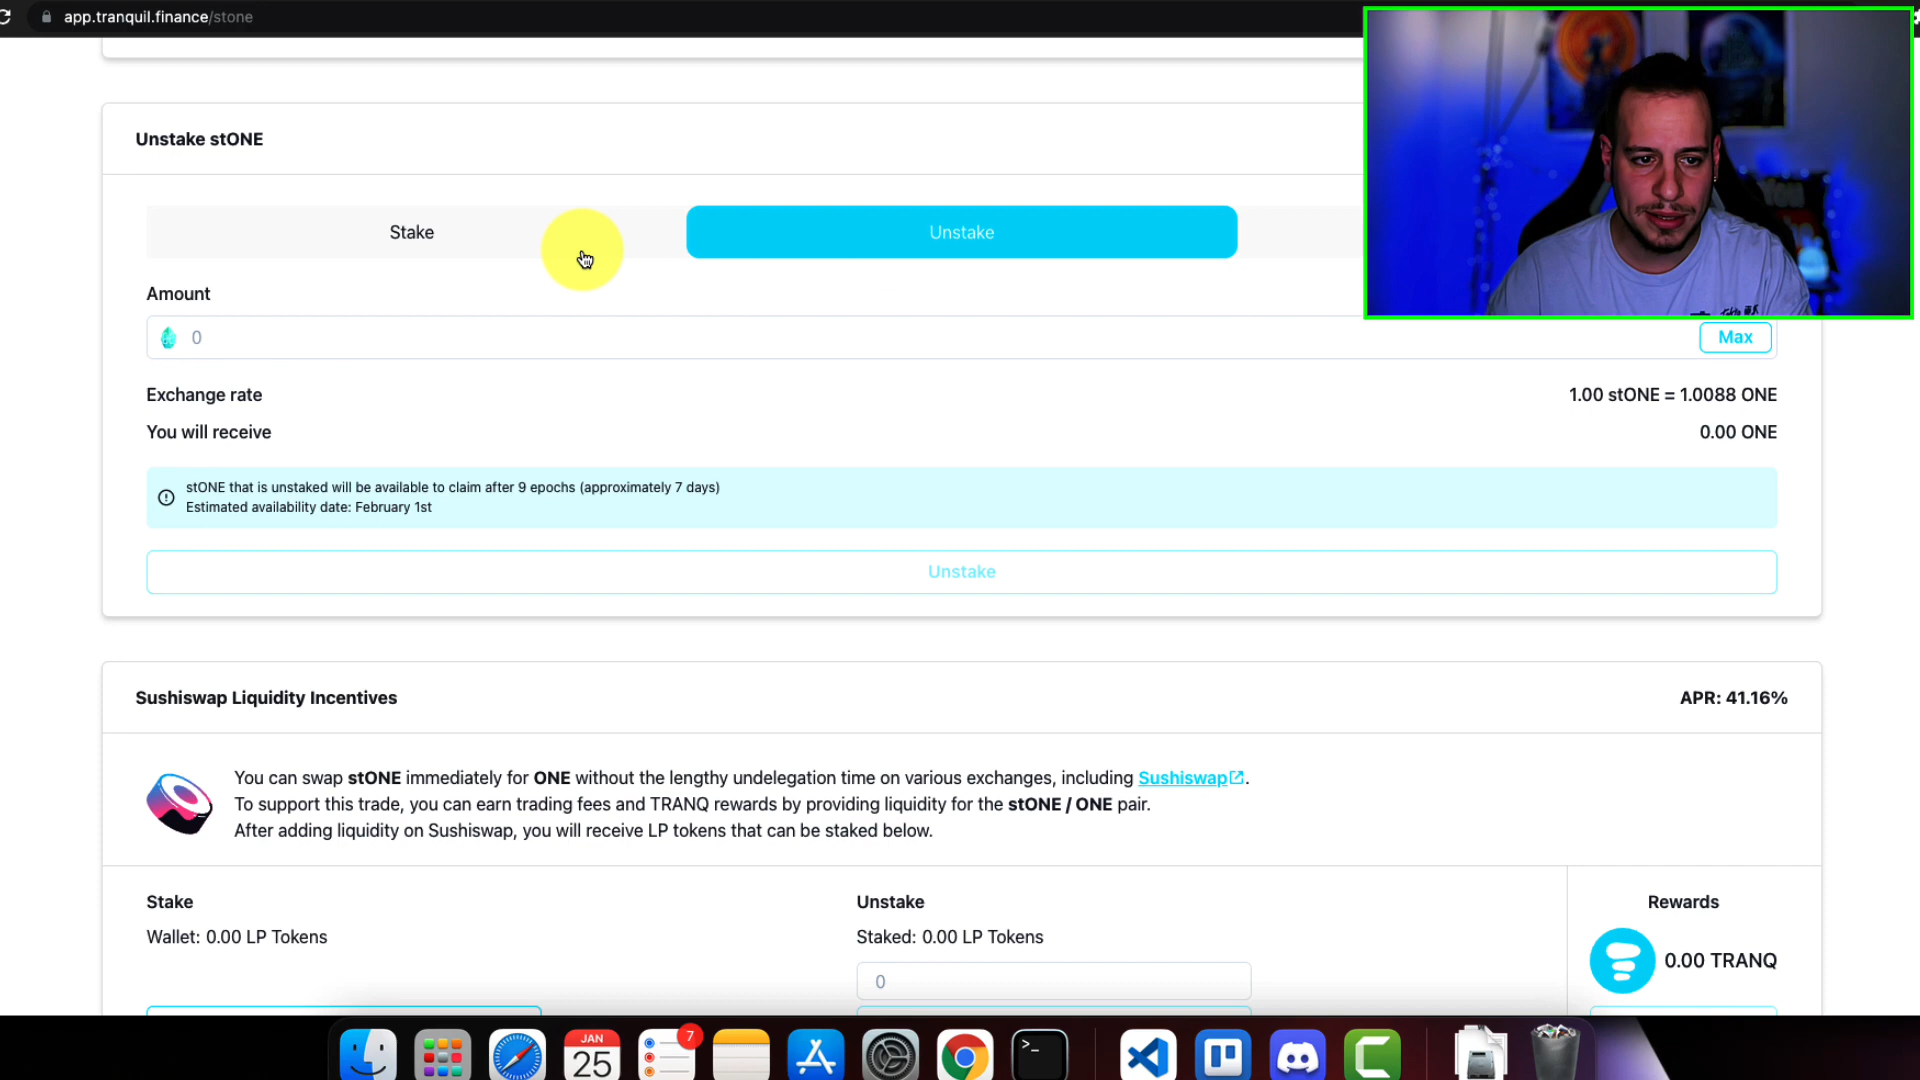 app.tranquil.finance/stone
Unstake stONE
Stake
Unstake
Amount
0
Max
Exchange rate
1.00 stONE = 1.0088 ONE
You will receive
0.00 ONE
stONE that is unstaked will be available to claim after 9 epochs (approximately 7 days)
Estimated availability date: February 1st
Unstake
Sushiswap Liquidity Incentives
APR: 41.16%
You can swap stONE immediately for ONE without the lengthy undelegation time on various exchanges, including Sushiswap.
To support this trade, you can earn trading fees and TRANQ rewards by providing liquidity for the stONE / ONE pair.
After adding liquidity on Sushiswap, you will receive LP tokens that can be staked below.
Stake
Unstake
Rewards
Wallet: 0.00 LP Tokens
Staked: 0.00 LP Tokens
0.00 TRANQ
0
7
JAN
25
>_